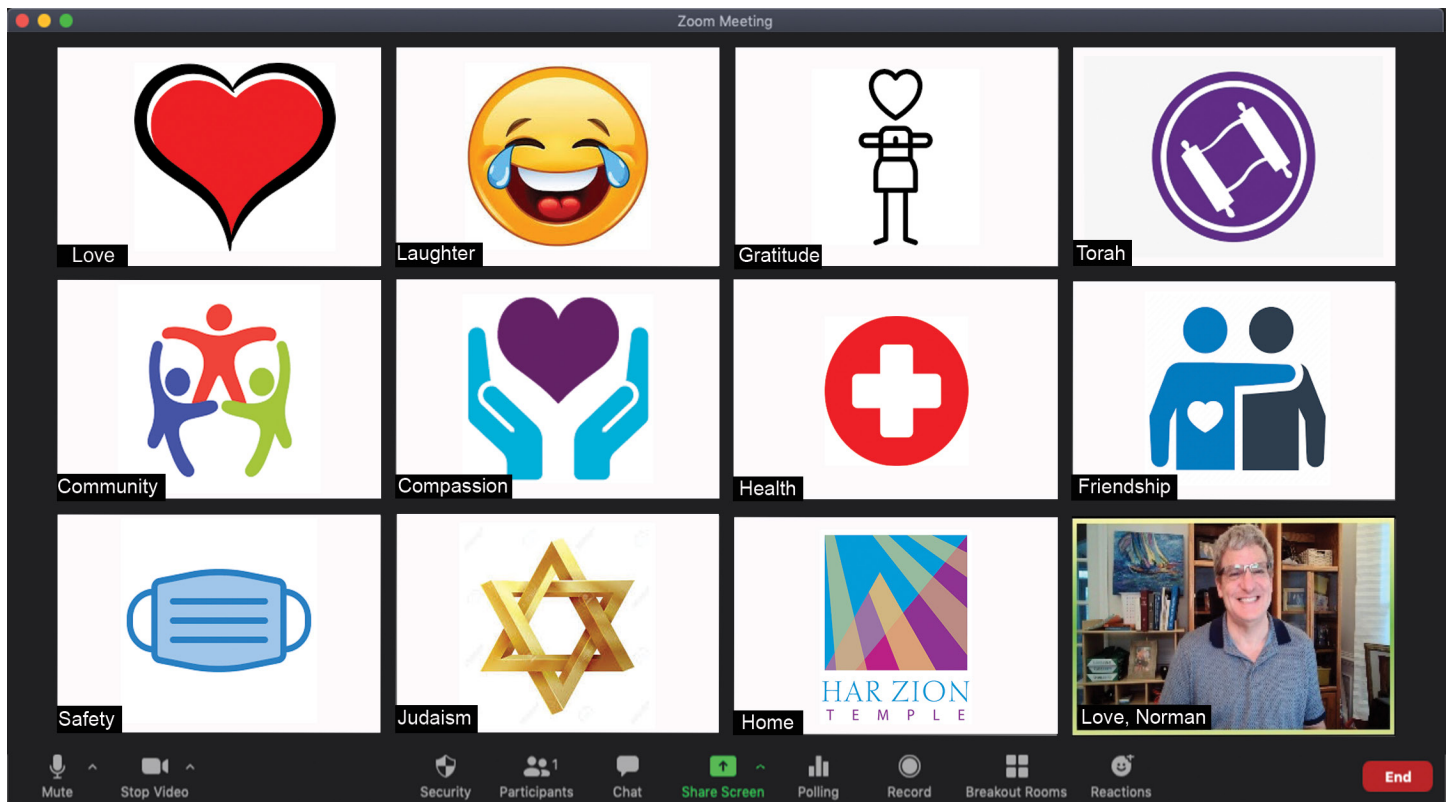 Zoom Meeting
Love
Laughter
Gratitude
Torah
Community
Compassion
Health
Friendship
Safety
Judaism
HAR ZION
TEMPLE
Home
Love, Norman
Mute
Stop Video
Security
Participants
1
Chat
Share Screen
Polling
Record
Breakout Rooms
Reactions
End